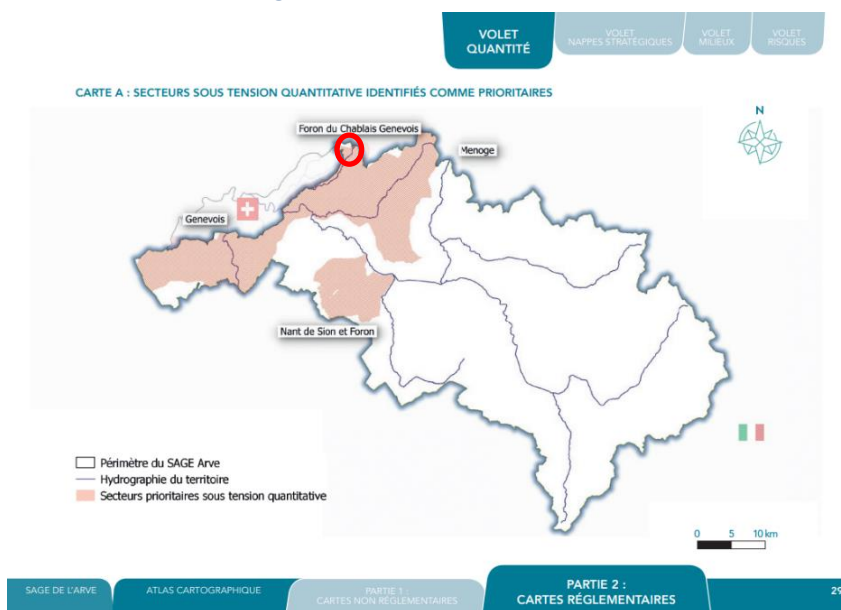 VOLET
QUANTITÉ
VOLET
NAPPES STRATÉGIQUES
VOLET
MILIEUX
VOLET
RISQUES
CARTE A : SECTEURS SOUS TENSION QUANTITATIVE IDENTIFIÉS COMME PRIORITAIRES
N
Foron du Chablais Genevois
Menoge
Genevois
Nant de Sion et Foron
Périmètre du SAGE Arve
Hydrographie du territoire
Secteurs prioritaires sous tension quantitative
0 5 10 km
SAGE DE L'ARVE
ATLAS CARTOGRAPHIQUE
PARTIE 1 :
CARTES NON RÉGLEMENTAIRES
PARTIE 2 :
CARTES RÉGLEMENTAIRES
29